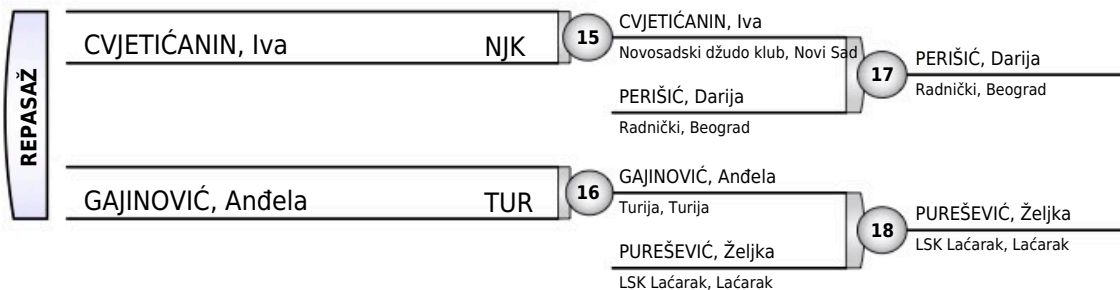 REPASAŽ
CVJETIĆANIN, Iva NJK
15
CVJETIĆANIN, Iva
Novosadski džudo klub, Novi Sad
PERIŠIĆ, Darija
Radnički, Beograd
17
PERIŠIĆ, Darija
Radnički, Beograd
GAJINOVIĆ, Anđela TUR
16
GAJINOVIĆ, Anđela
Turija, Turija
PUREŠEVIĆ, Željka
LSK Laćarak, Laćarak
18
PUREŠEVIĆ, Željka
LSK Laćarak, Laćarak